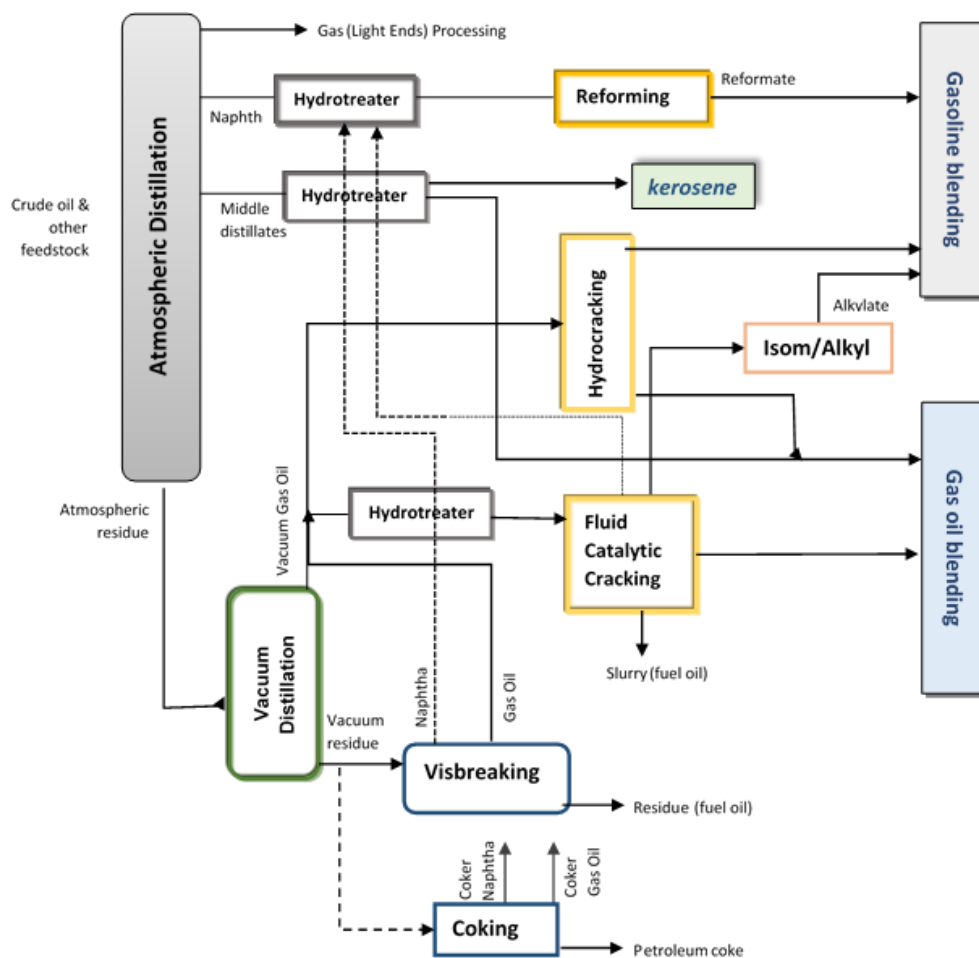 Gas (Light Ends) Processing
Hydrotreater
Reforming
Reformate
Naphth
Gasoline blending
Atmospheric Distillation
Crude oil &
other
feedstock
Middle
distillates
Hydrotreater
kerosene
Hydrocracking
Alkylate
Isom/Alkyl
Atmospheric
residue
Vacuum Gas Oil
Hydrotreater
Fluid
Catalytic
Cracking
Gas oil blending
Slurry (fuel oil)
Vacuum
Distillation
Vacuum
residue
Naphtha
Gas Oil
Visbreaking
Residue (fuel oil)
Coker
Naphtha
Coker
Gas Oil
Coking
Petroleum coke